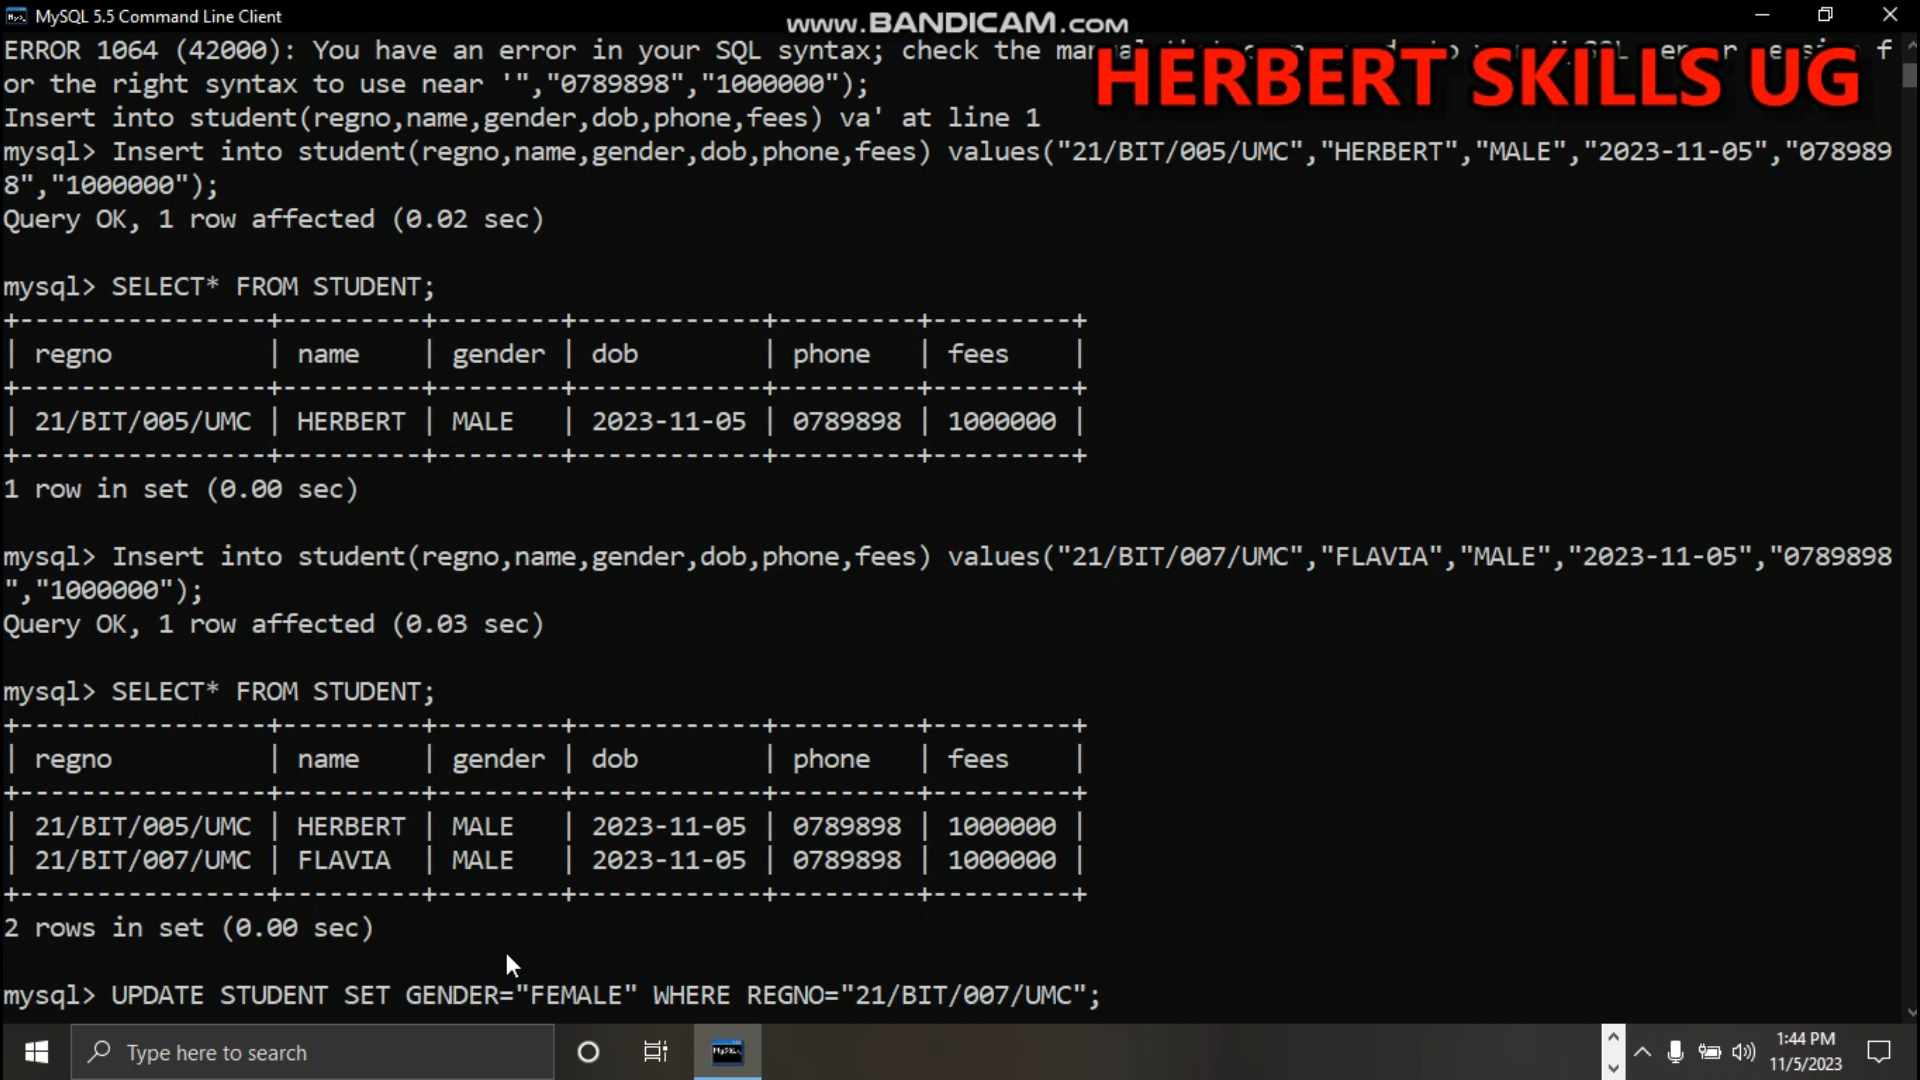 MySQL 5.5 Command Line Client
www.BANDICAM.com
HERBERT SKILLS UG
ERROR 1064 (42000): You have an error in your SQL syntax; check the f
or the right syntax to use near '","0789898","1000000");
Insert into student(regno,name,gender,dob,phone,fees) va' at line 1
mysql> Insert into student(regno,name,gender,dob,phone,fees) values("21/BIT/005/UMC","HERBERT","MALE","2023-11-05","078989
8","1000000");
Query OK, 1 row affected (0.02 sec)
mysql> SELECT* FROM STUDENT;
+----------------+---------+--------+------------+---------+---------+
| regno | name | gender | dob | phone | fees |
+----------------+---------+--------+------------+---------+---------+
| 21/BIT/005/UMC | HERBERT | MALE | 2023-11-05 | 0789898 | 1000000 |
+----------------+---------+--------+------------+---------+---------+
1 row in set (0.00 sec)
mysql> Insert into student(regno,name,gender,dob,phone,fees) values("21/BIT/007/UMC","FLAVIA","MALE","2023-11-05","0789898
","1000000");
Query OK, 1 row affected (0.03 sec)
mysql> SELECT* FROM STUDENT;
+----------------+---------+--------+------------+---------+---------+
| regno | name | gender | dob | phone | fees |
+----------------+---------+--------+------------+---------+---------+
| 21/BIT/005/UMC | HERBERT | MALE | 2023-11-05 | 0789898 | 1000000 |
| 21/BIT/007/UMC | FLAVIA | MALE | 2023-11-05 | 0789898 | 1000000 |
+----------------+---------+--------+------------+---------+---------+
2 rows in set (0.00 sec)
mysql> UPDATE STUDENT SET GENDER="FEMALE" WHERE REGNO="21/BIT/007/UMC";
Type here to search
1:44 PM
11/5/2023